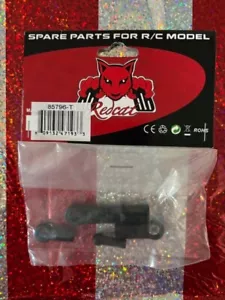 SPARE PARTS FOR R/C MODEL
Redcat
85796-T
ROHS